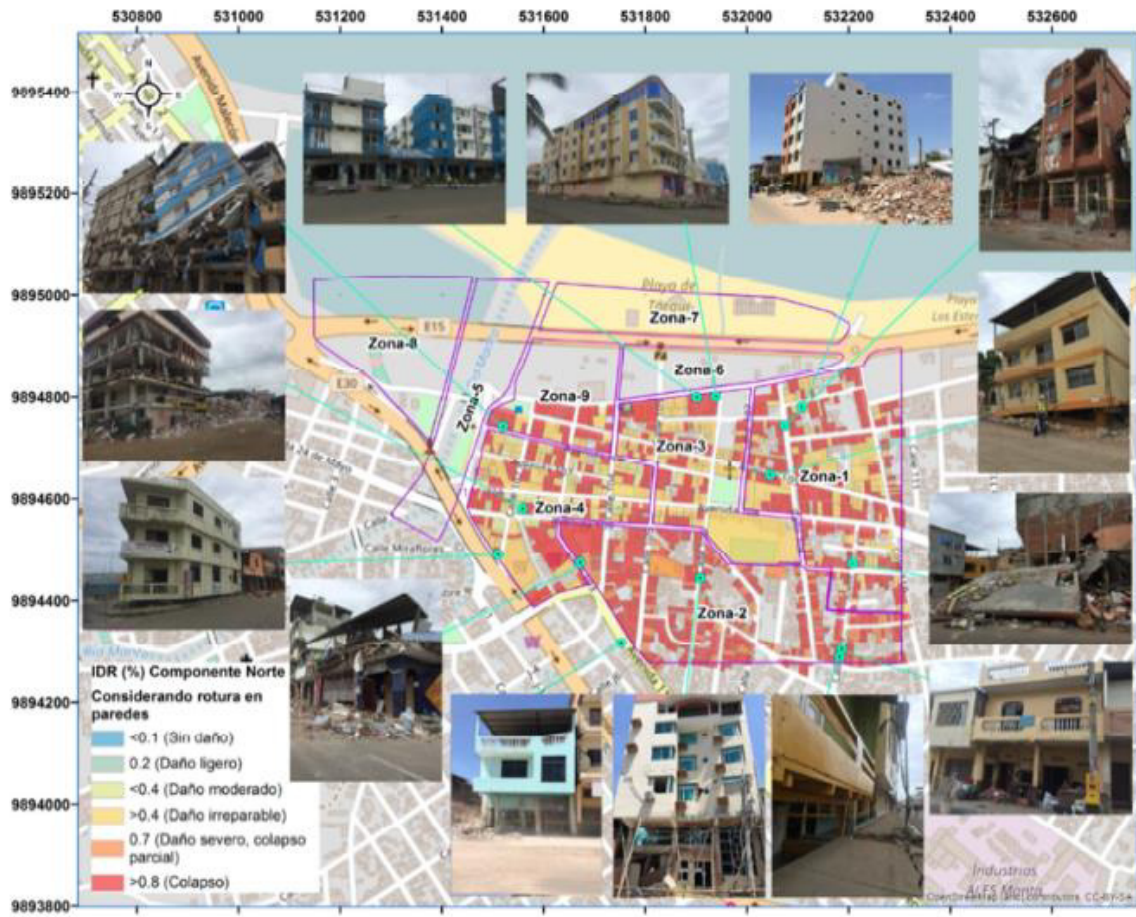 530800 531000 531200 531400 531600 531800 532000 532200 532400 532600
9895400
9895200
9895000
9894800
9894600
9894400
9894200
9894000
9893800
N
W
Avenida Malecón
Playa de
E15
Zona-7
Zona-8
E30
Zona-5
Zona-6
Zona-9
Zona-3
Zona-1
Zona-4
Calle Miraflores
Zona-2
IDR (%) Componente Norte
Considerando rotura en
paredes
<0.1 (Sin daño)
0.2 (Daño ligero)
<0.4 (Daño moderado)
>0.4 (Daño irreparable)
0.7 (Daño severo, colapso
parcial)
>0.8 (Colapso)
Industrias
ALES Manta
OpenStreetMap contributors, CC-BY-SA